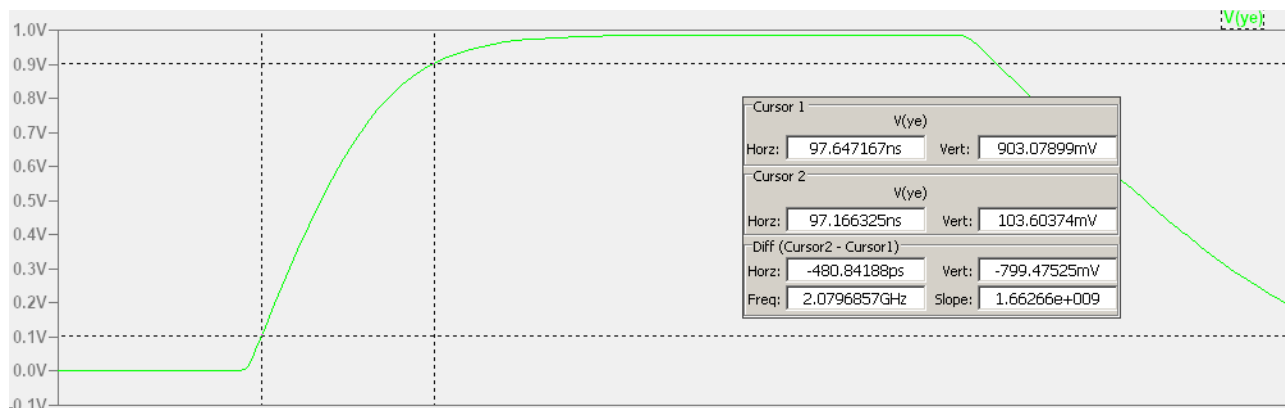 V(ye)
1.0V
0.9V
0.8V
0.7V
0.6V
0.5V
0.4V
0.3V
0.2V
0.1V
0.0V
-0.1V
Cursor 1
V(ye)
Horz: 97.647167ns Vert: 903.07899mV
Cursor 2
V(ye)
Horz: 97.166325ns Vert: 103.60374mV
Diff (Cursor2 - Cursor1)
Horz: -480.84188ps Vert: -799.47525mV
Freq: 2.0796857GHz Slope: 1.66266e+009